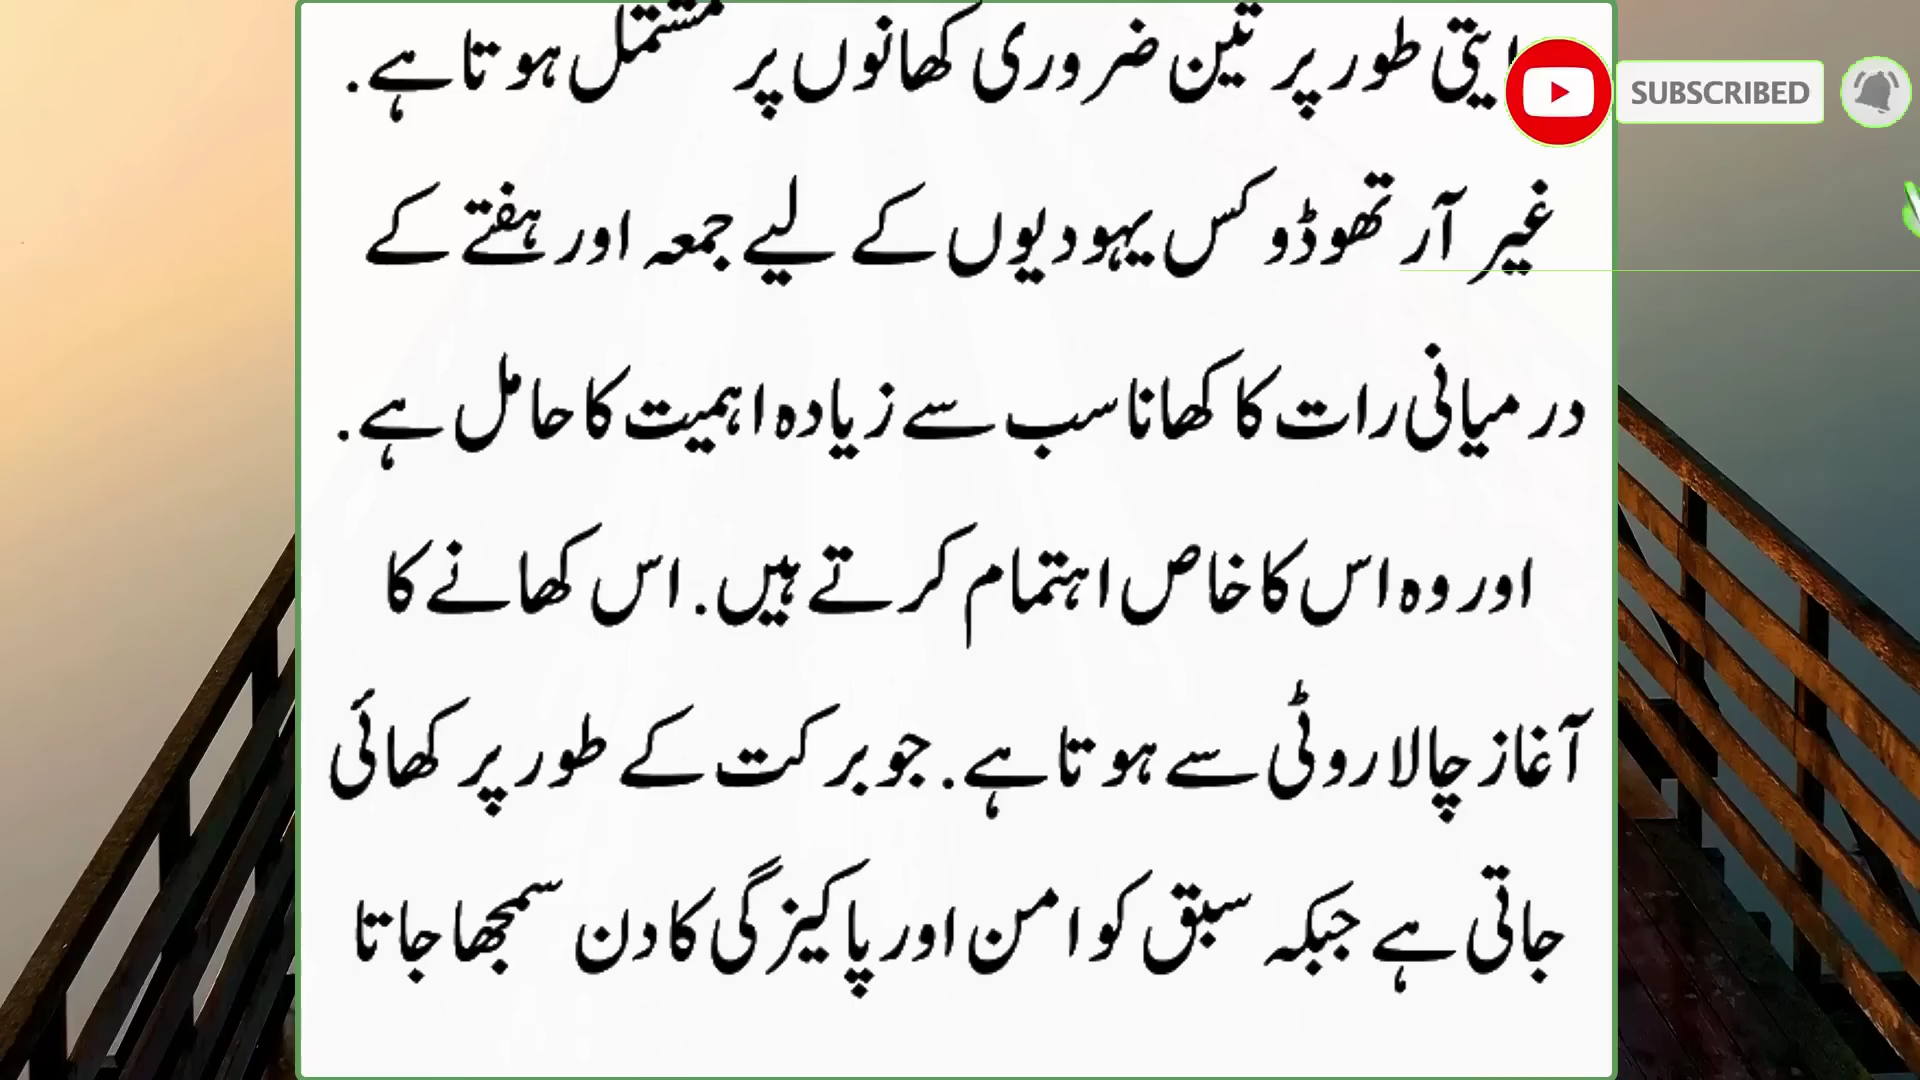 ایتی طور پر تین ضروری کھانوں پر مشتمل ہوتا ہے.
SUBSCRIBED
غیر آرتھوڈوکس یہودیوں کے لیے جمعہ اور ہفتے کے
درمیانی رات کا کھانا سب سے زیادہ اہمیت کا حامل ہے.
اور وہ اس کا خاص اہتمام کرتے ہیں. اس کھانے کا
آغاز چالا روٹی سے ہوتا ہے. جو برکت کے طور پر کھائی
جاتی ہے جبکہ سبق کو امن اور پاکیزگی کا دن سمجھا جاتا